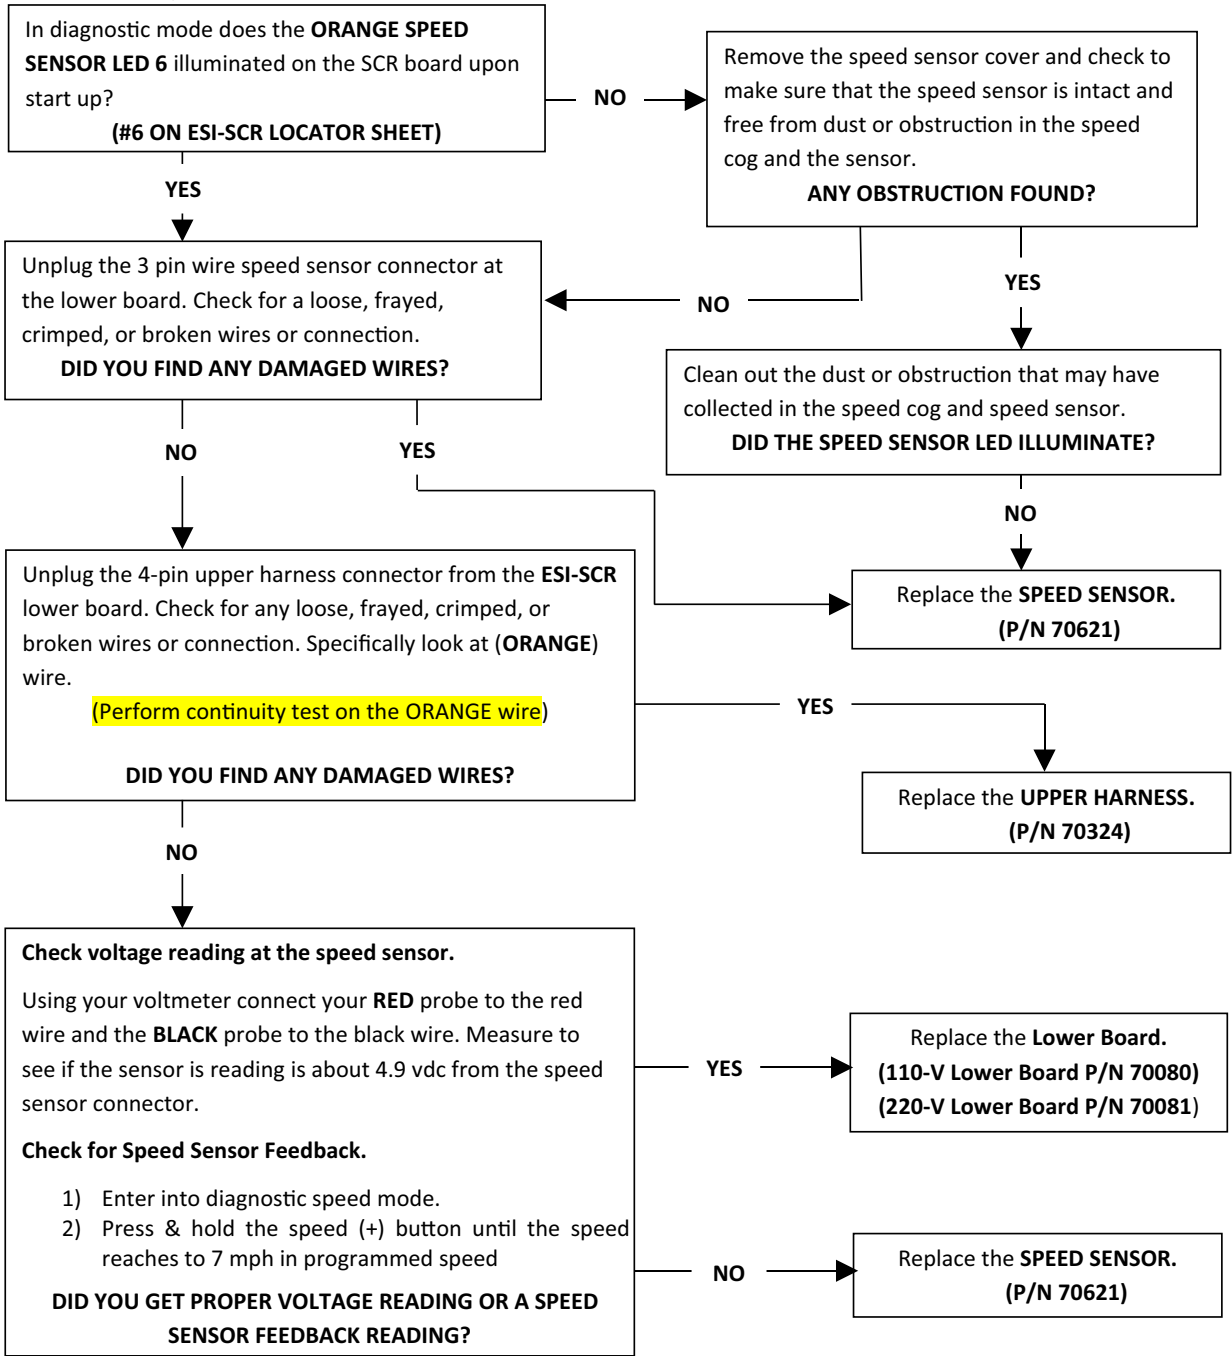 In diagnostic mode does the ORANGE SPEED
SENSOR LED 6 illuminated on the SCR board upon
start up?
(#6 ON ESI-SCR LOCATOR SHEET)
NO
Remove the speed sensor cover and check to
make sure that the speed sensor is intact and
free from dust or obstruction in the speed
cog and the sensor.
ANY OBSTRUCTION FOUND?
YES
Unplug the 3 pin wire speed sensor connector at
the lower board. Check for a loose, frayed,
crimped, or broken wires or connection.
DID YOU FIND ANY DAMAGED WIRES?
NO
YES
Clean out the dust or obstruction that may have
collected in the speed cog and speed sensor.
DID THE SPEED SENSOR LED ILLUMINATE?
NO
YES
NO
Unplug the 4-pin upper harness connector from the ESI-SCR
lower board. Check for any loose, frayed, crimped, or
broken wires or connection. Specifically look at (ORANGE)
wire.
(Perform continuity test on the ORANGE wire)
DID YOU FIND ANY DAMAGED WIRES?
Replace the SPEED SENSOR.
(P/N 70621)
YES
Replace the UPPER HARNESS.
(P/N 70324)
NO
Check voltage reading at the speed sensor.
Using your voltmeter connect your RED probe to the red
wire and the BLACK probe to the black wire. Measure to
see if the sensor is reading is about 4.9 vdc from the speed
sensor connector.
Check for Speed Sensor Feedback.
1) Enter into diagnostic speed mode.
2) Press & hold the speed (+) button until the speed
reaches to 7 mph in programmed speed
DID YOU GET PROPER VOLTAGE READING OR A SPEED
SENSOR FEEDBACK READING?
YES
Replace the Lower Board.
(110-V Lower Board P/N 70080)
(220-V Lower Board P/N 70081)
NO
Replace the SPEED SENSOR.
(P/N 70621)